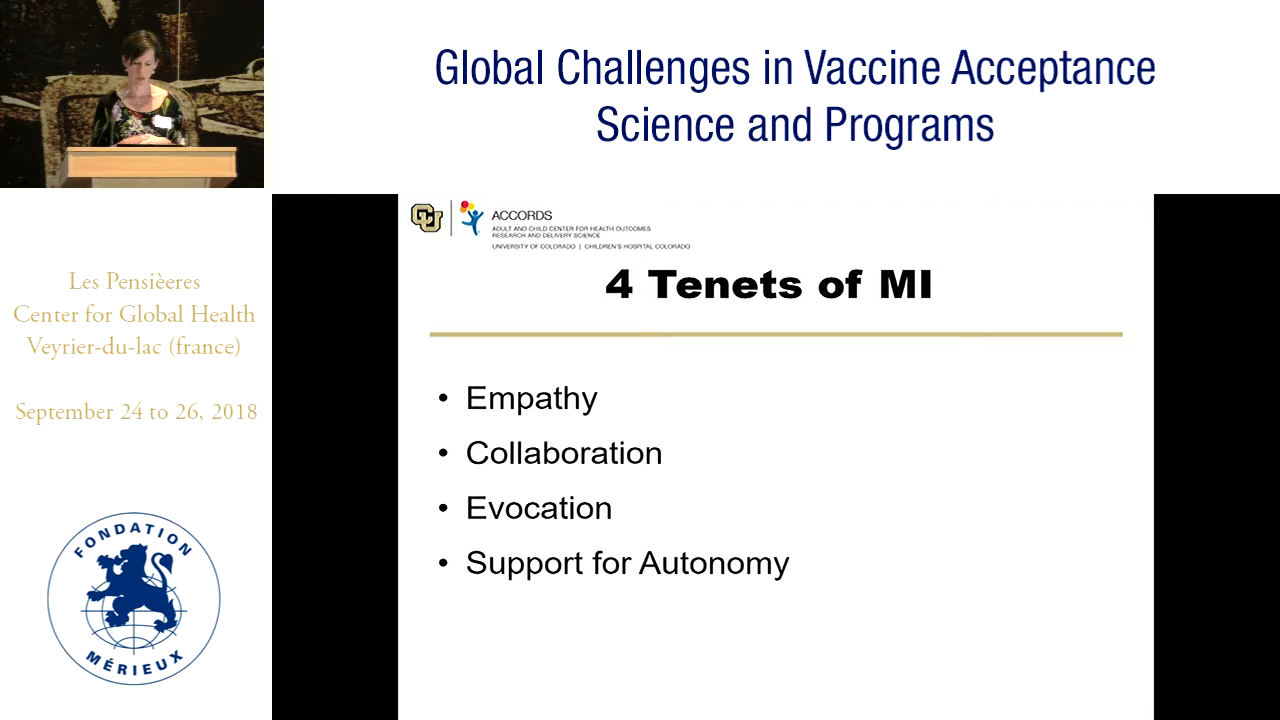 Global Challenges in Vaccine Acceptance
Science and Programs
Les Pensièeres
Center for Global Health
Veyrier-du-lac (france)
September 24 to 26, 2018
FONDATION
MÉRIEUX
CU
ACCORDS
ADULT AND CHILD CENTER FOR HEALTH OUTCOMES
RESEARCH AND DELIVERY SCIENCE
UNIVERSITY OF COLORADO | CHILDREN'S HOSPITAL COLORADO
4 Tenets of MI
• Empathy
• Collaboration
• Evocation
• Support for Autonomy